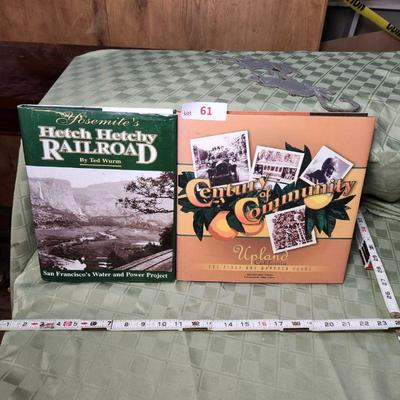 Lot 61
Yosemite's
Hetch Hetchy
RAILROAD
By Ted Wurm
San Francisco's Water and Power Project
Century
of
Community
Upland
California
THE FIRST ONE HUNDRED YEARS